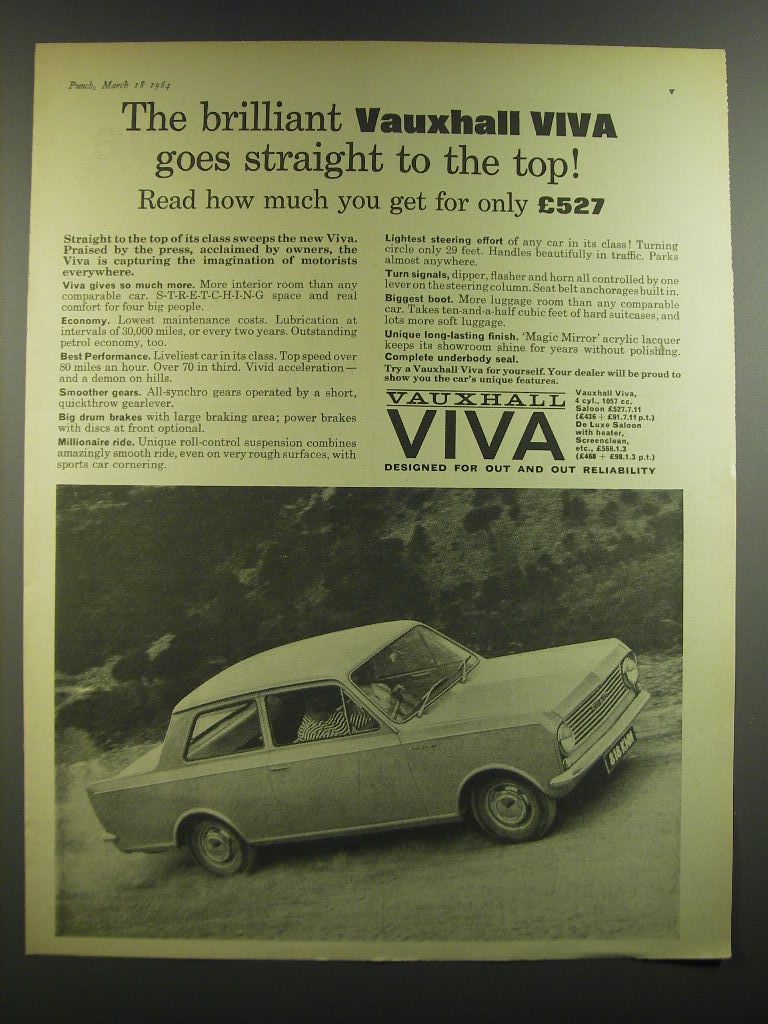 Punch, March 18 1964
The brilliant Vauxhall VIVA
goes straight to the top!
Read how much you get for only £527
Straight to the top of its class sweeps the new Viva.
Praised by the press, acclaimed by owners, the
Viva is capturing the imagination of motorists
everywhere.
Viva gives so much more. More interior room than any
comparable car. S-T-R-E-T-C-H-I-N-G space and real
comfort for four big people.
Economy. Lowest maintenance costs. Lubrication at
intervals of 30,000 miles, or every two years. Outstanding
petrol economy, too.
Best Performance. Liveliest car in its class. Top speed over
80 miles an hour. Over 70 in third. Vivid acceleration—
and a demon on hills.
Smoother gears. All-synchro gears operated by a short,
quickthrow gearlever.
Big drum brakes with large braking area; power brakes
with discs at front optional.
Millionaire ride. Unique roll-control suspension combines
amazingly smooth ride, even on very rough surfaces, with
sports car cornering.
Lightest steering effort of any car in its class! Turning
circle only 29 feet. Handles beautifully in traffic. Parks
almost anywhere.
Turn signals, dipper, flasher and horn all controlled by one
lever on the steering column. Seat belt anchorages built in.
Biggest boot. More luggage room than any comparable
car. Takes ten-and-a-half cubic feet of hard suitcases, and
lots more soft luggage.
Unique long-lasting finish. 'Magic Mirror' acrylic lacquer
keeps its showroom shine for years without polishing.
Complete underbody seal.
Try a Vauxhall Viva for yourself. Your dealer will be proud to
show you the car's unique features.
VAUXHALL
VIVA
DESIGNED FOR OUT AND OUT RELIABILITY
Vauxhall Viva,
4 cyl., 1057 cc.
Saloon £527.7.11
(£436 + £91.7.11 p.t.)
De Luxe Saloon
with heater,
Screenclean,
etc., £566.1.3
(£468 + £98.1.3 p.t.)